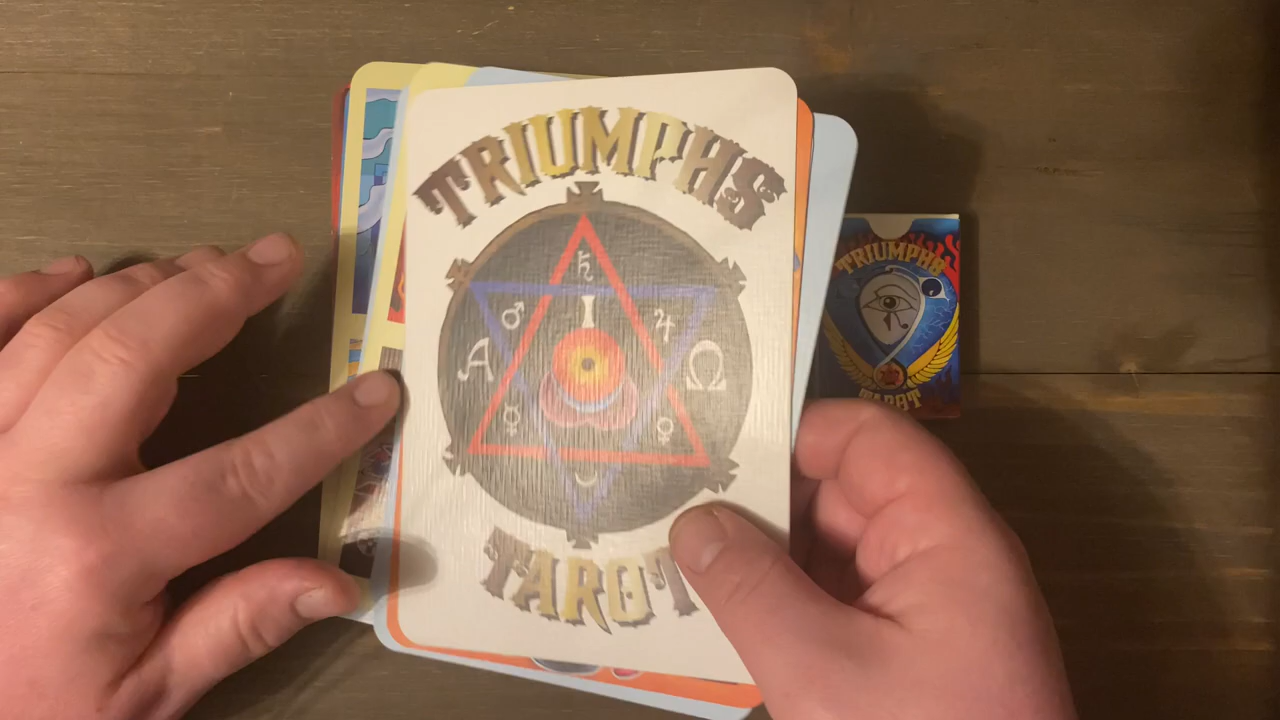 TRIUMPHS
♄
♂ I ♃
A Ω
☿ ♀
☽
TAROT
TRIUMPHS
TAROT